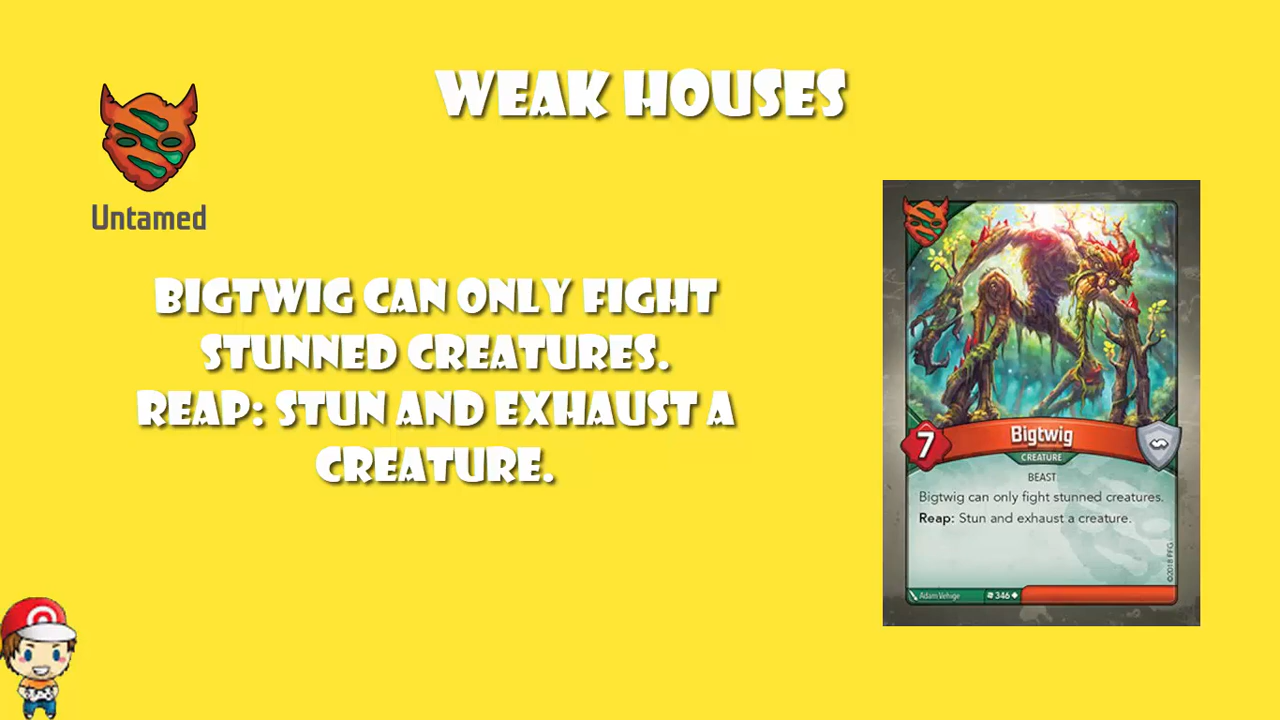 WEAK HOUSES
Untamed
BIGTWIG CAN ONLY FIGHT
STUNNED CREATURES.
REAP: STUN AND EXHAUST A
CREATURE.
7
Bigtwig
CREATURE
BEAST
Bigtwig can only fight stunned creatures.
Reap: Stun and exhaust a creature.
©2018 FFG
Adam Vehige
346